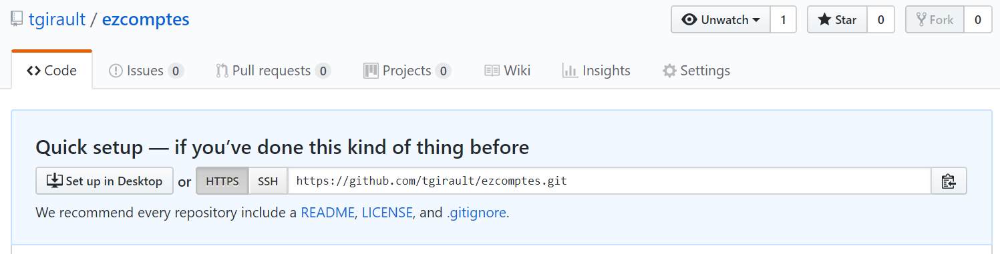 tgirault / ezcomptes
Unwatch 1 Star 0 Fork 0
Code Issues 0 Pull requests 0 Projects 0 Wiki Insights Settings
Quick setup — if you’ve done this kind of thing before
Set up in Desktop or HTTPS SSH https://github.com/tgirault/ezcomptes.git
We recommend every repository include a README, LICENSE, and .gitignore.